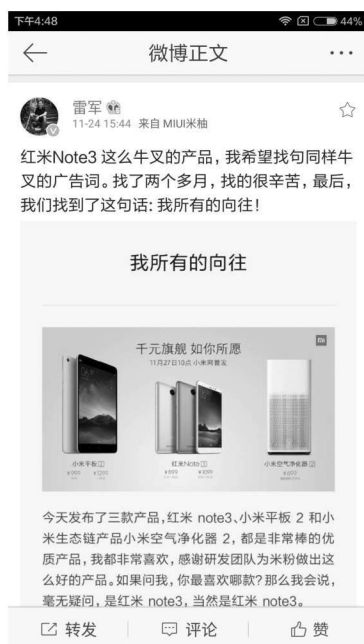 下午4:48 44%
微博正文
雷军
11-24 15:44 来自 MIUI米柚
红米Note3 这么牛叉的产品，我希望找句同样牛
叉的广告词。找了两个多月，找的很辛苦，最后，
我们找到了这句话: 我所有的向往！
我所有的向往
千元旗舰 如你所愿
11月27日10点 小米网首发
小米平板2
红米Note3
小米空气净化器2
¥999 ¥1299
¥899 ¥1099
¥699
今天发布了三款产品,红米 note3、小米平板 2 和小
米生态链产品小米空气净化器 2，都是非常棒的优
质产品，我都非常喜欢，感谢研发团队为米粉做出这
么好的产品。如果问我，你最喜欢哪款？那么我会说，
毫无疑问，是红米 note3，当然是红米 note3。
转发 评论 赞